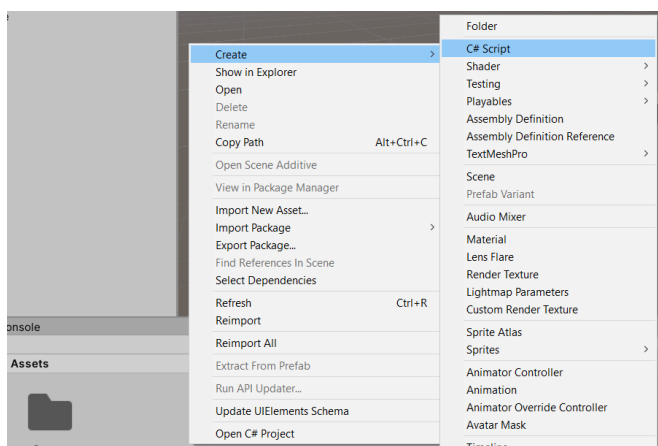 Create
Show in Explorer
Open
Delete
Rename
Copy Path Alt+Ctrl+C
Open Scene Additive
View in Package Manager
Import New Asset...
Import Package
Export Package...
Find References In Scene
Select Dependencies
Refresh Ctrl+R
Reimport
Reimport All
Extract From Prefab
Run API Updater...
Update UIElements Schema
Open C# Project
Folder
C# Script
Shader
Testing
Playables
Assembly Definition
Assembly Definition Reference
TextMeshPro
Scene
Prefab Variant
Audio Mixer
Material
Lens Flare
Render Texture
Lightmap Parameters
Custom Render Texture
Sprite Atlas
Sprites
Animator Controller
Animation
Animator Override Controller
Avatar Mask
Timeline
onsole
Assets